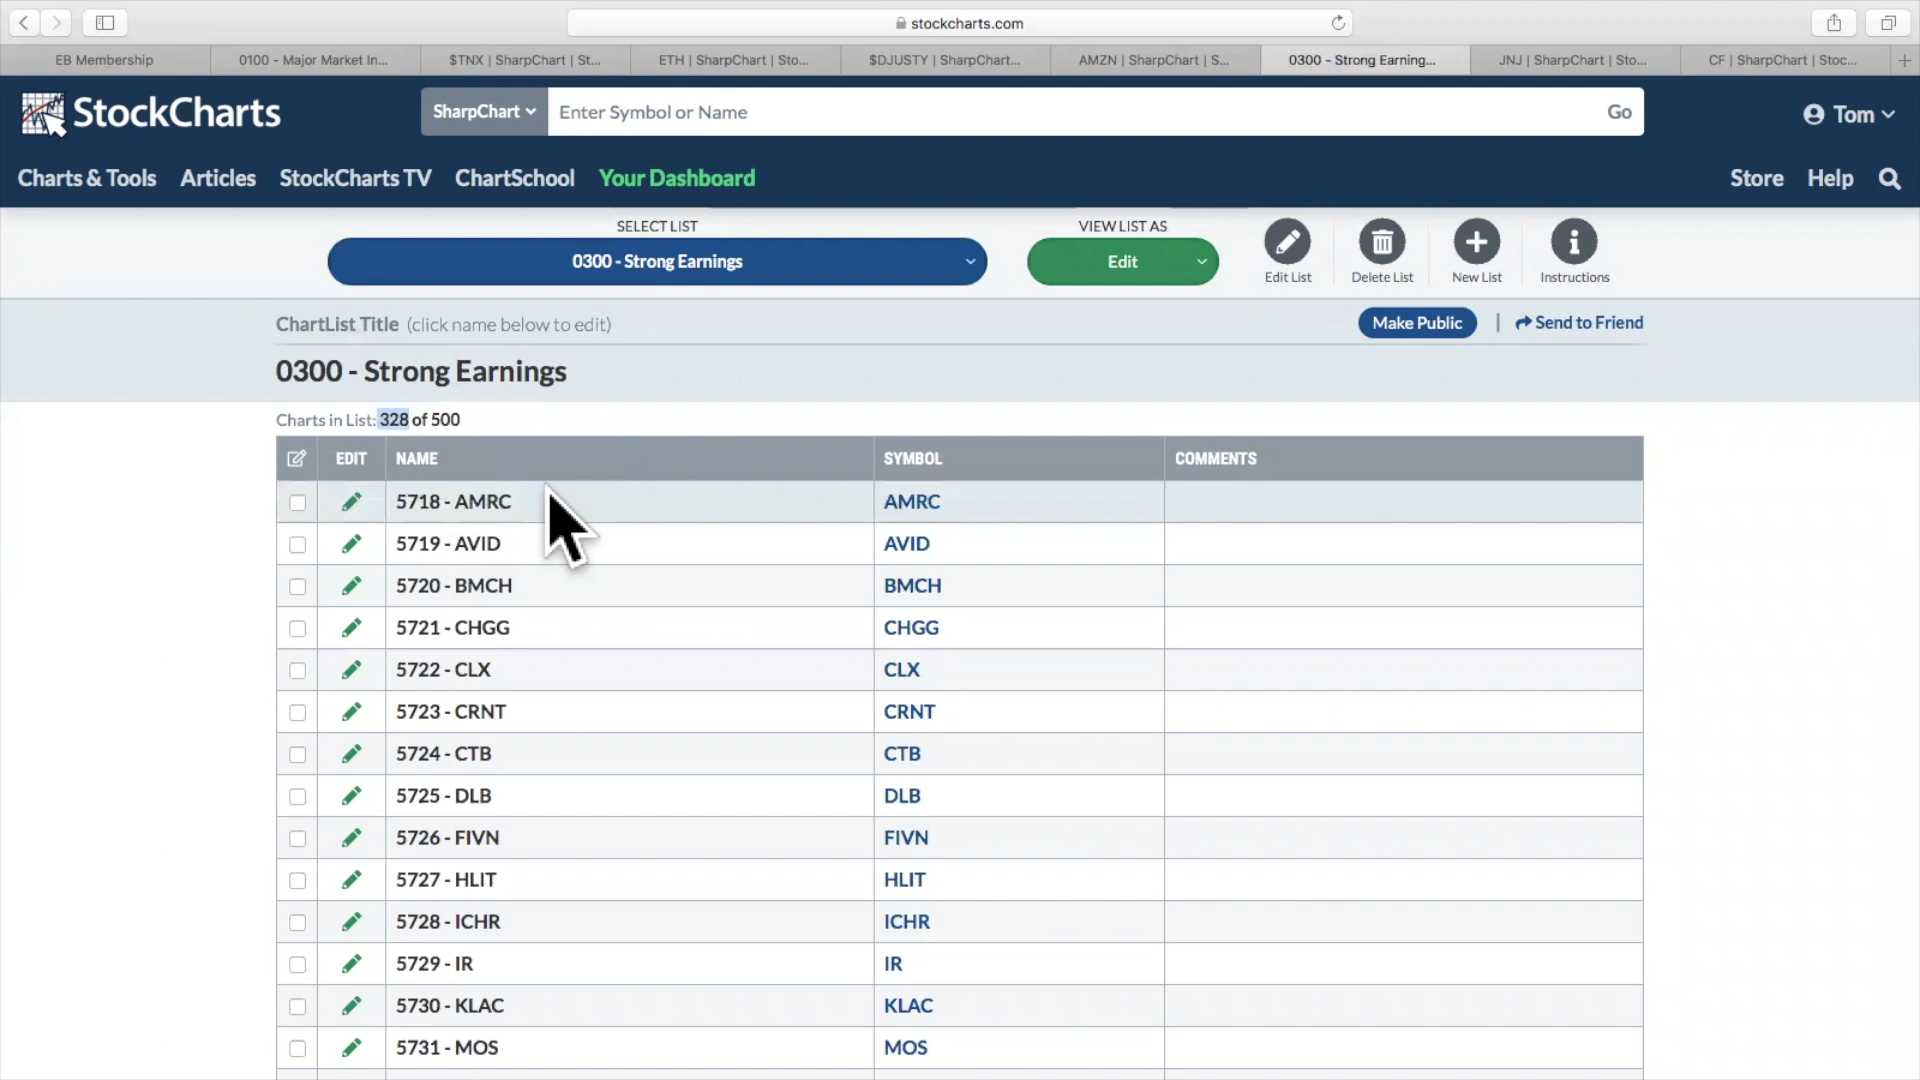 stockcharts.com
EB Membership
0100 - Major Market In...
$TNX | SharpChart | St...
ETH | SharpChart | Sto...
$DJUSTY | SharpChart...
AMZN | SharpChart | S...
0300 - Strong Earning...
JNJ | SharpChart | Sto...
CF | SharpChart | Stoc...
StockCharts
SharpChart
Enter Symbol or Name
Go
Tom
Charts & Tools
Articles
StockCharts TV
ChartSchool
Your Dashboard
Store
Help
SELECT LIST
0300 - Strong Earnings
VIEW LIST AS
Edit
Edit List
Delete List
New List
Instructions
ChartList Title (click name below to edit)
Make Public | Send to Friend
0300 - Strong Earnings
Charts in List: 328 of 500
EDIT NAME SYMBOL COMMENTS
5718 - AMRC AMRC
5719 - AVID AVID
5720 - BMCH BMCH
5721 - CHGG CHGG
5722 - CLX CLX
5723 - CRNT CRNT
5724 - CTB CTB
5725 - DLB DLB
5726 - FIVN FIVN
5727 - HLIT HLIT
5728 - ICHR ICHR
5729 - IR IR
5730 - KLAC KLAC
5731 - MOS MOS